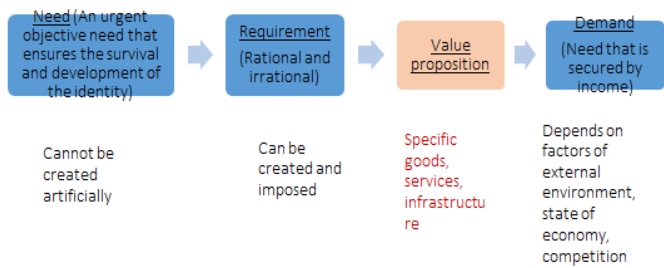 Need (An urgent
objective need that
ensures the survival
and development of
the identity)
Requirement
(Rational and
irrational)
Value
proposition
Demand
(Need that is
secured by
income)
Cannot be
created
artificially
Can be
created and
imposed
Specific
goods,
services,
infrastructu
re
Depends on
factors of
external
environment,
state of
economy,
competition